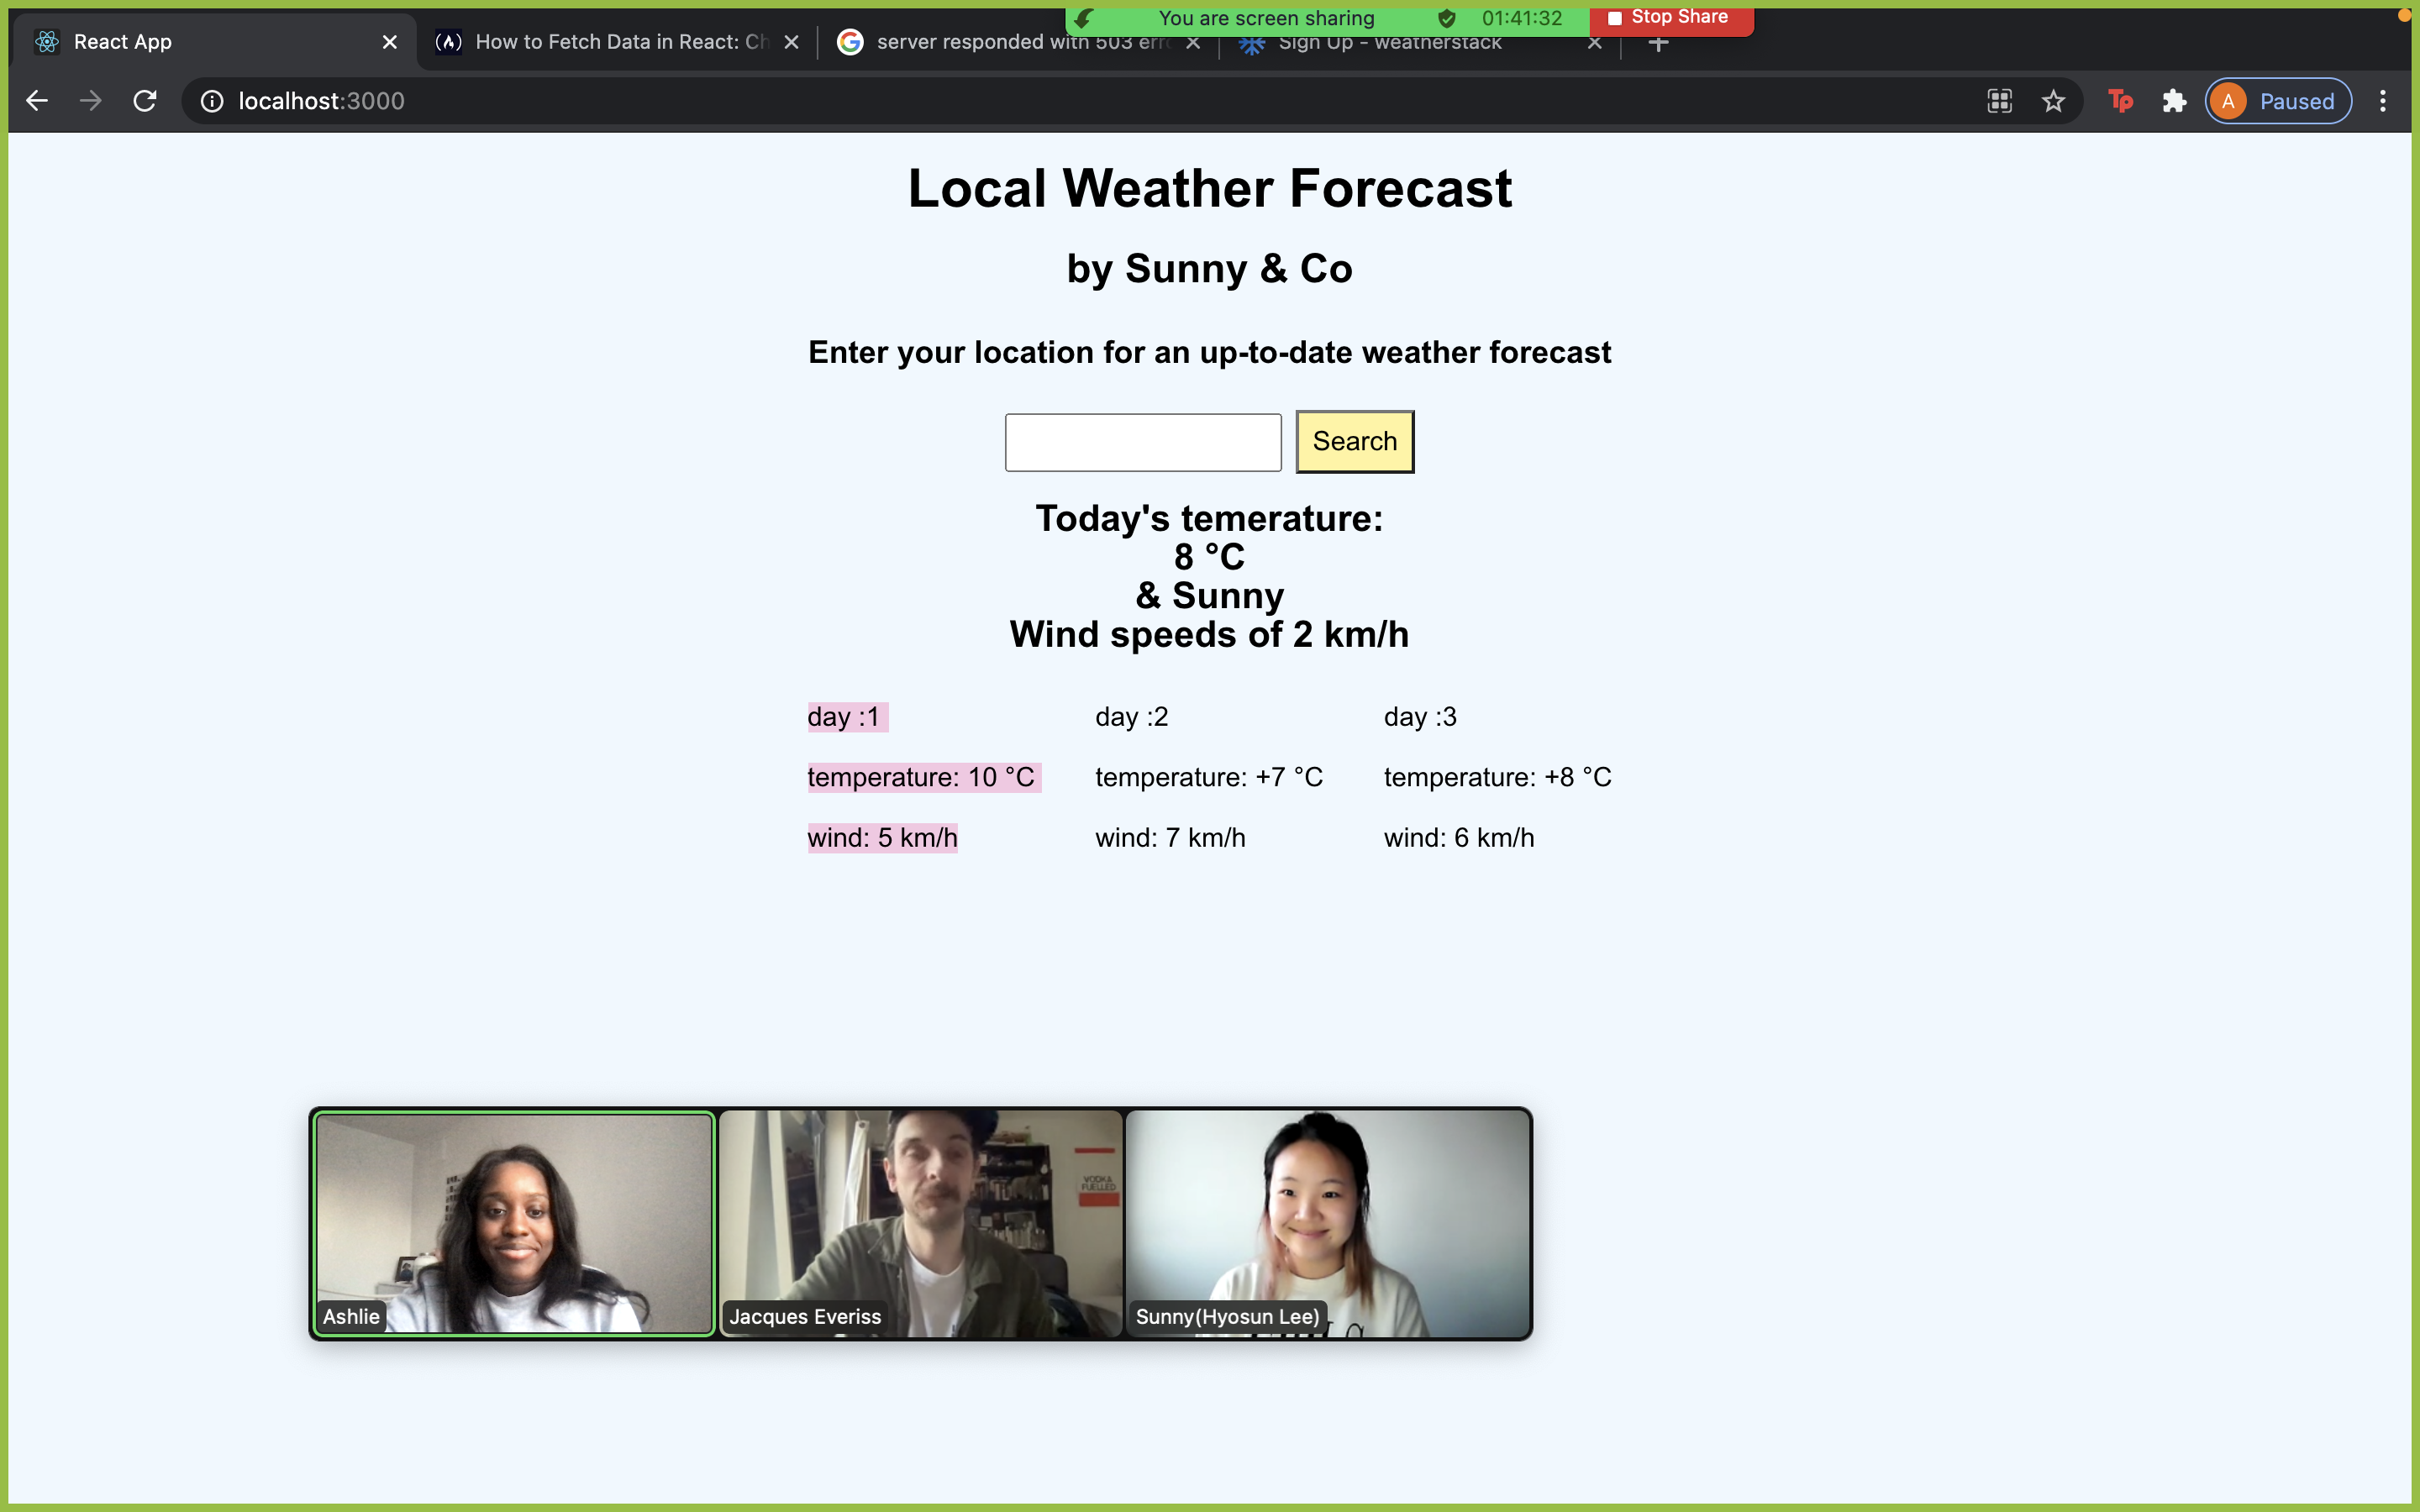 You are screen sharing 01:41:32 Stop Share
React App How to Fetch Data in React: Ch server responded with 503 erro Sign Up - weatherstack
localhost:3000 Tp A Paused
Local Weather Forecast
by Sunny & Co
Enter your location for an up-to-date weather forecast
Search
Today's temerature:
8 °C
& Sunny
Wind speeds of 2 km/h
day :1 day :2 day :3
temperature: 10 °C temperature: +7 °C temperature: +8 °C
wind: 5 km/h wind: 7 km/h wind: 6 km/h
VODKA
FUELLED
Ashlie Jacques Everiss Sunny(Hyosun Lee)